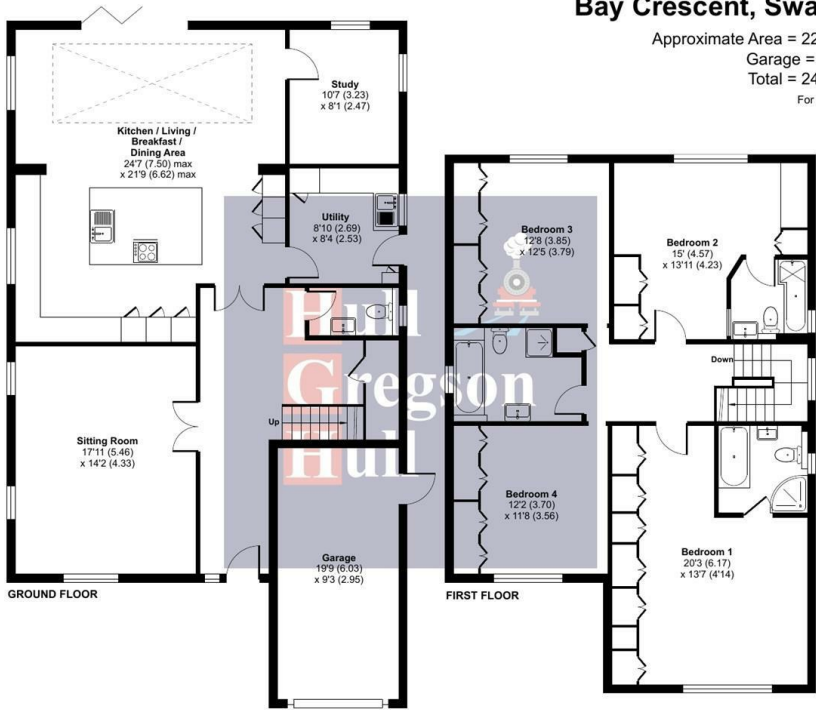 Bay Crescent, Swa
Approximate Area = 22
Garage =
Total = 24
For
Study
10'7 (3.23)
x 8'1 (2.47)
Kitchen / Living /
Breakfast /
Dining Area
24'7 (7.50) max
x 21'9 (6.62) max
Utility
8'10 (2.69)
x 8'4 (2.53)
Bedroom 3
12'8 (3.85)
x 12'5 (3.79)
Bedroom 2
15' (4.57)
x 13'11 (4.23)
Hull
Gregson
Hull
Down
Up
Sitting Room
17'11 (5.46)
x 14'2 (4.33)
Bedroom 4
12'2 (3.70)
x 11'8 (3.56)
Bedroom 1
20'3 (6.17)
x 13'7 (4'14)
Garage
19'9 (6.03)
x 9'3 (2.95)
GROUND FLOOR
FIRST FLOOR